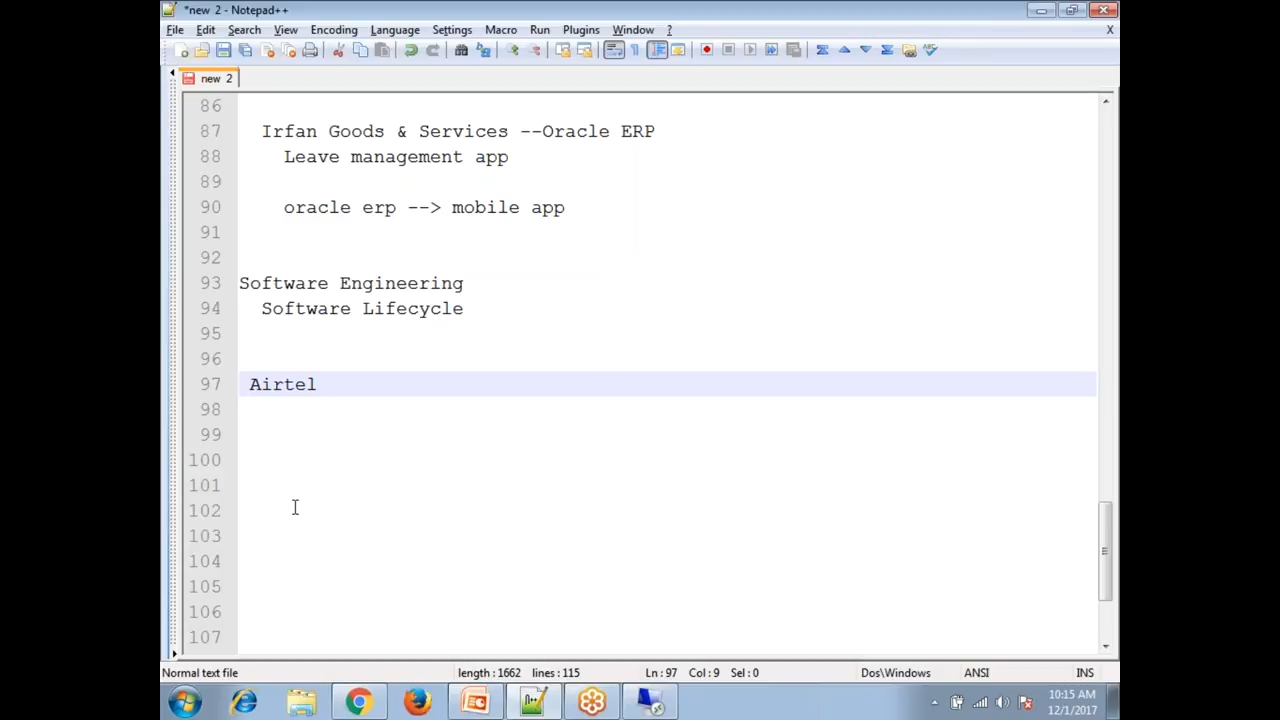 *new 2 - Notepad++
File Edit Search View Encoding Language Settings Macro Run Plugins Window ? X
new 2
86
87 Irfan Goods & Services --Oracle ERP
88 Leave management app
89
90 oracle erp --> mobile app
91
92
93 Software Engineering
94 Software Lifecycle
95
96
97 Airtel
98
99
100
101
102
103
104
105
106
107
Normal text file length : 1662 lines : 115 Ln : 97 Col : 9 Sel : 0 Dos\Windows ANSI INS
10:15 AM
12/1/2017